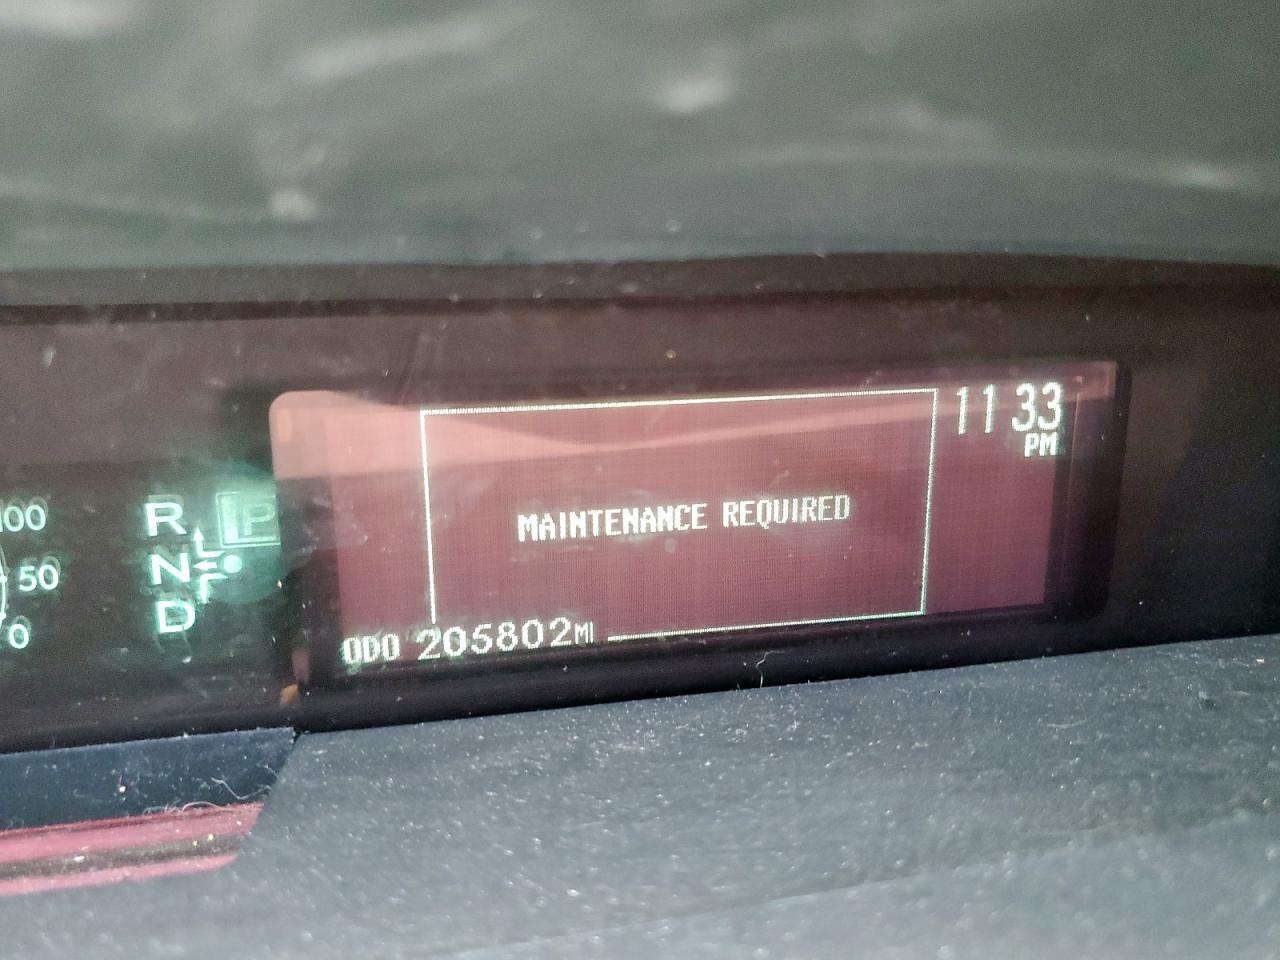 11 33
PM
MAINTENANCE REQUIRED
ODO 205802MI
100
50
0
R
P
N
D